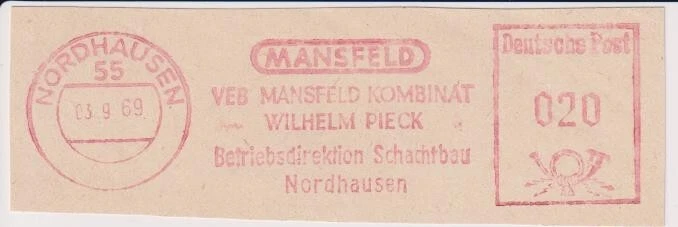 NORDHAUSEN
55
03.9.69
MANSFELD
VEB MANSFELD KOMBINAT
WILHELM PIECK
Betriebsdirektion Schachtbau
Nordhausen
Deutsche Post
020